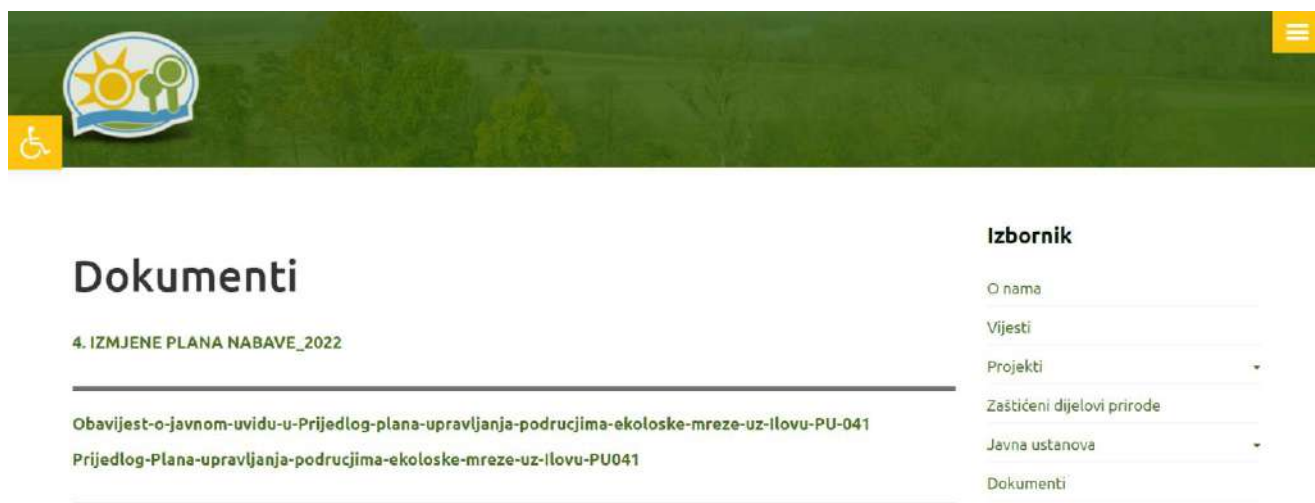 Dokumenti
4. IZMJENE PLANA NABAVE_2022
Obavijest-o-javnom-uvidu-u-Prijedlog-plana-upravljanja-podrucjima-ekoloske-mreze-uz-Ilovu-PU-041
Prijedlog-Plana-upravljanja-podrucjima-ekoloske-mreze-uz-Ilovu-PU041
Izbornik
O nama
Vijesti
Projekti
Zaštićeni dijelovi prirode
Javna ustanova
Dokumenti